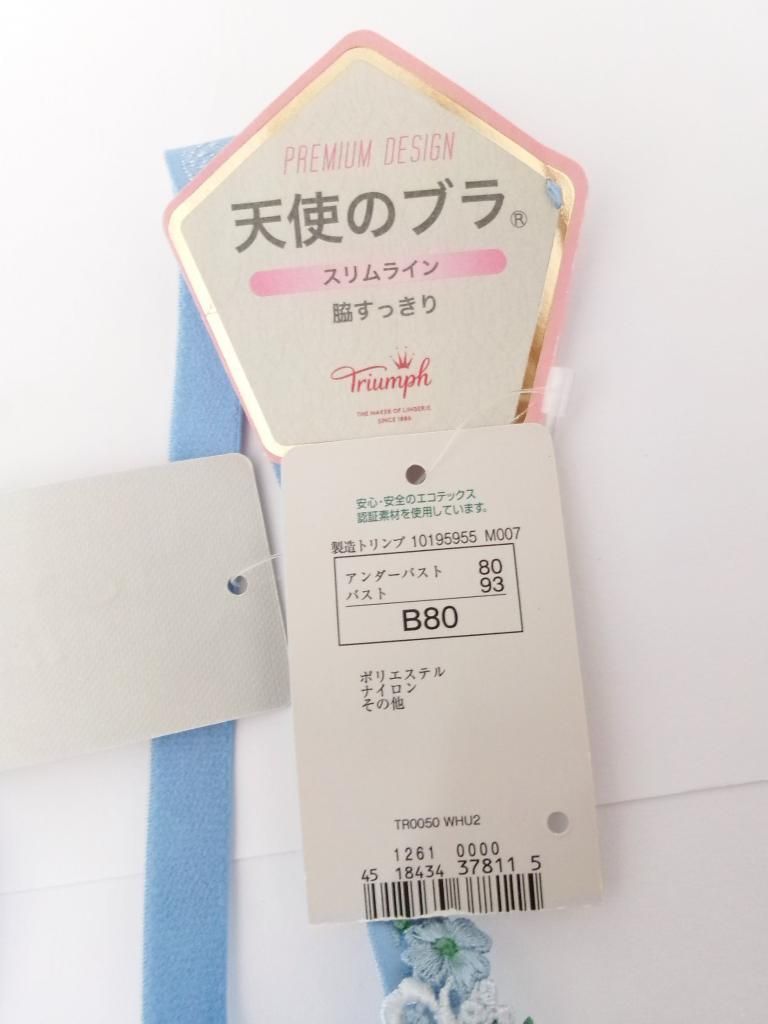 PREMIUM DESIGN
天使のブラ®
スリムライン
脇すっきり
Triumph
THE MAKER OF LINGERIE
SINCE 1886
安心・安全のエコテックス
認証素材を使用しています。
製造トリンプ 10195955 M007
アンダーバスト 80
バスト 93
B80
ポリエステル
ナイロン
その他
TR0050 WHU2
1261 0000
45 18434 37811 5